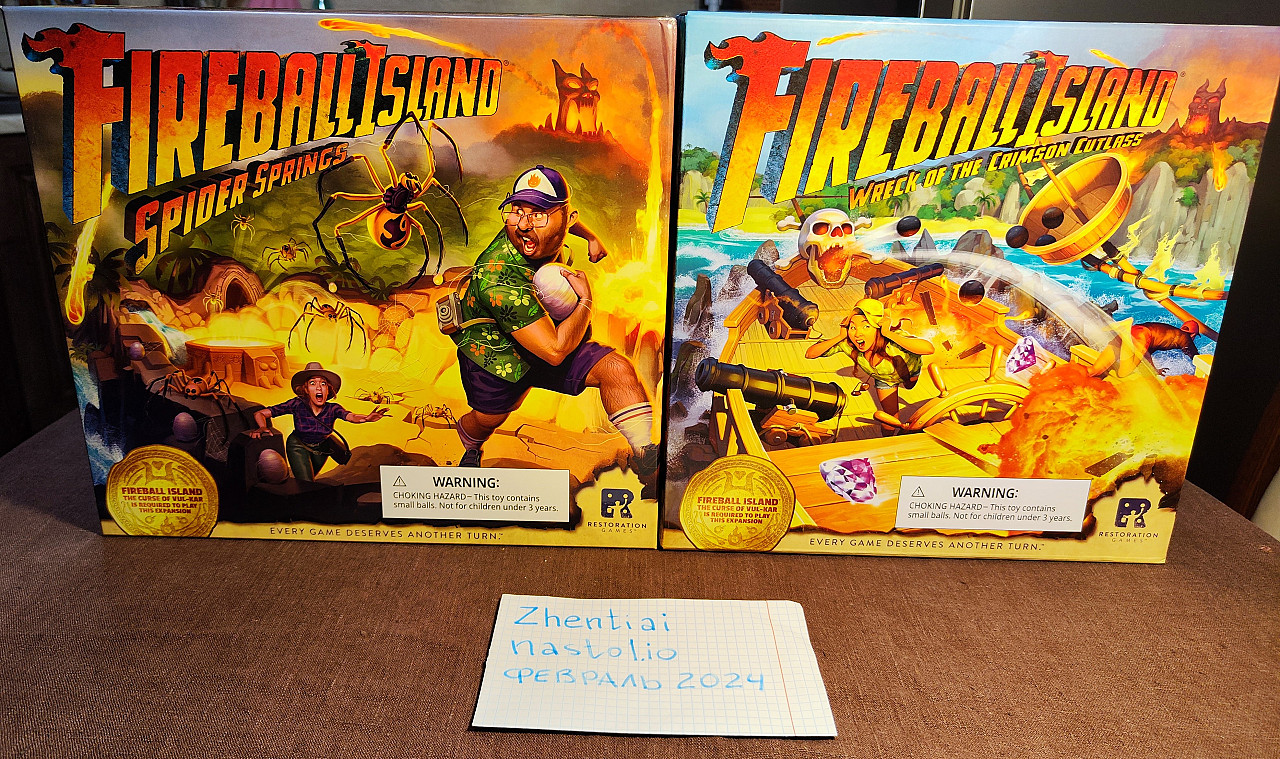 FIREBALL ISLAND®
SPIDER SPRINGS
FIREBALL ISLAND
THE CURSE OF VUL-KAR
IS REQUIRED TO PLAY
THIS EXPANSION
⚠ WARNING:
CHOKING HAZARD—This toy contains
small balls. Not for children under 3 years.
RESTORATION
GAMES
EVERY GAME DESERVES ANOTHER TURN.™
FIREBALL ISLAND®
WRECK OF THE CRIMSON CUTLASS
FIREBALL ISLAND
THE CURSE OF VUL-KAR
IS REQUIRED TO PLAY
THIS EXPANSION
⚠ WARNING:
CHOKING HAZARD—This toy contains
small balls. Not for children under 3 years.
RESTORATION
GAMES
EVERY GAME DESERVES ANOTHER TURN.™
Zhentiai
nastol.io
ФЕВРАЛЬ 2024